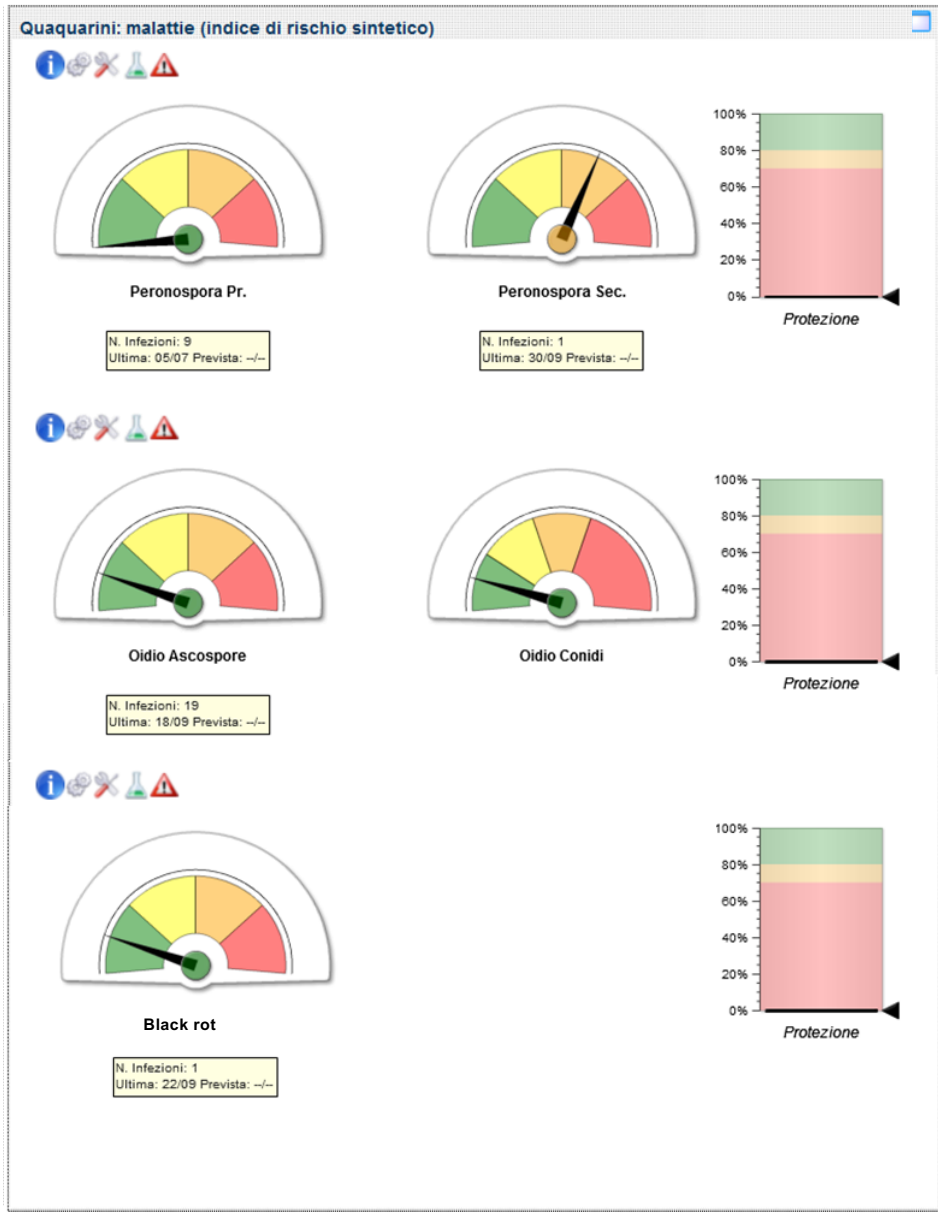 Quaquarini: malattie (indice di rischio sintetico)
100%
80%
60%
40%
20%
0%
Peronospora Pr.
Peronospora Sec.
Protezione
N. Infezioni: 9
Ultima: 05/07 Prevista: --/--
N. Infezioni: 1
Ultima: 30/09 Prevista: --/--
100%
80%
60%
40%
20%
0%
Oidio Ascospore
Oidio Conidi
Protezione
N. Infezioni: 19
Ultima: 18/09 Prevista: --/--
100%
80%
60%
40%
20%
0%
Black rot
Protezione
N. Infezioni: 1
Ultima: 22/09 Prevista: --/--